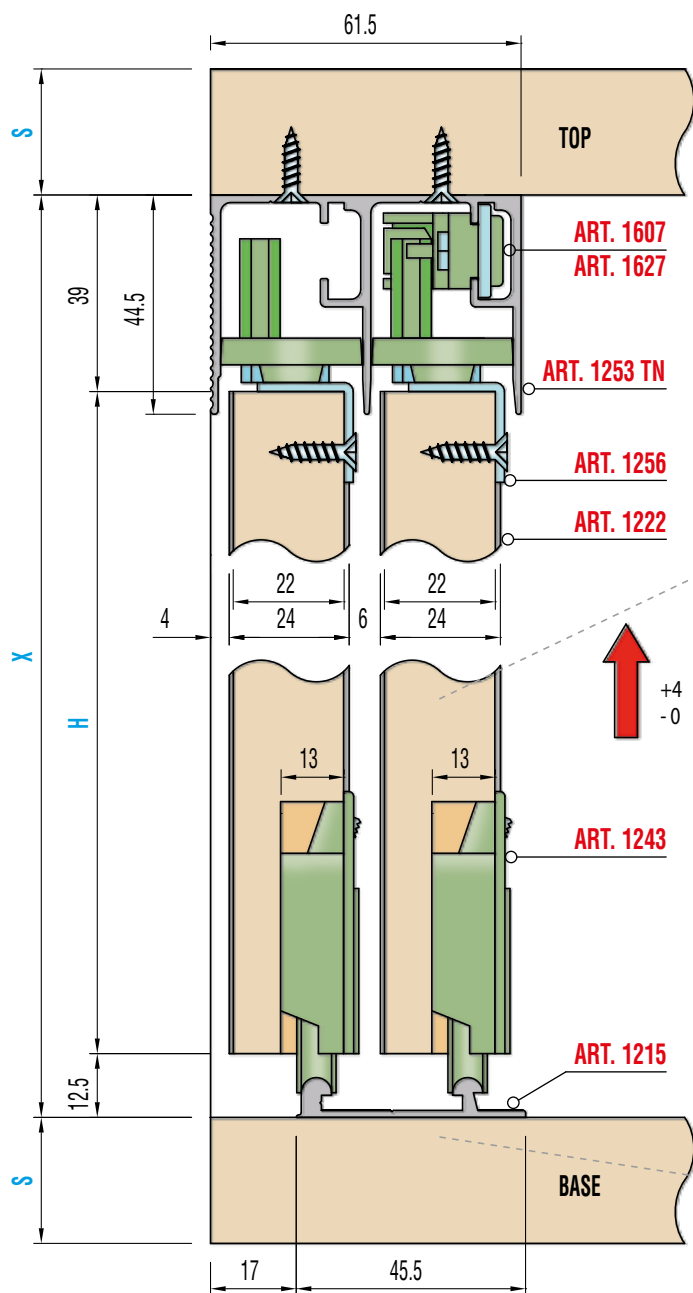 61.5
S
TOP
ART. 1607
ART. 1627
39
44.5
ART. 1253 TN
ART. 1256
ART. 1222
22
22
4
24
6
24
X
H
+4
- 0
13
13
ART. 1243
12.5
ART. 1215
S
BASE
17
45.5